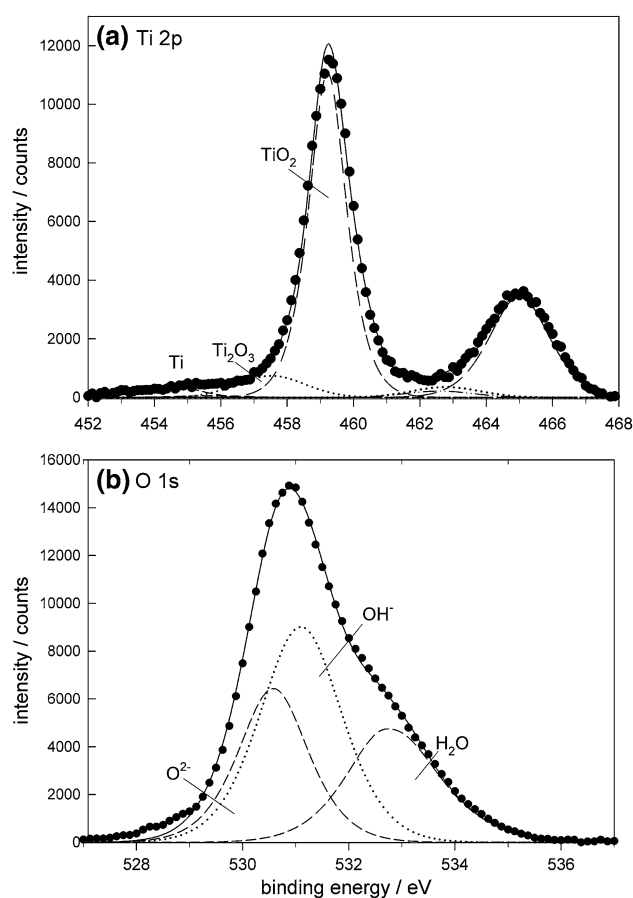 (a) Ti 2p
12000
10000
8000
6000
4000
2000
0
intensity / counts
TiO2
Ti
Ti2O3
452 454 456 458 460 462 464 466 468
(b) O 1s
16000
14000
12000
10000
8000
6000
4000
2000
0
intensity / counts
OH-
O2-
H2O
528 530 532 534 536
binding energy / eV